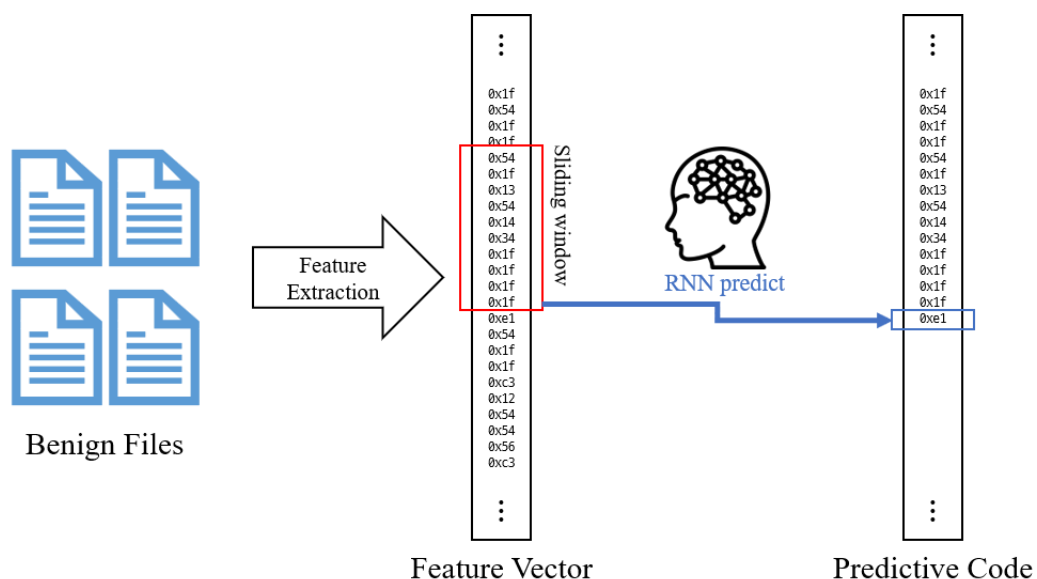 ⋮
0x1f
0x54
0x1f
0x1f
0x54
0x1f
0x13
0x54
0x14
0x34
0x1f
0x1f
0x1f
0x1f
0xe1
0x54
0x1f
0x1f
0xc3
0x12
0x54
0x54
0x56
0xc3
⋮
Sliding window
Feature
Extraction
RNN predict
⋮
0x1f
0x54
0x1f
0x1f
0x54
0x1f
0x13
0x54
0x14
0x34
0x1f
0x1f
0x1f
0x1f
0xe1
⋮
Benign Files
Feature Vector
Predictive Code